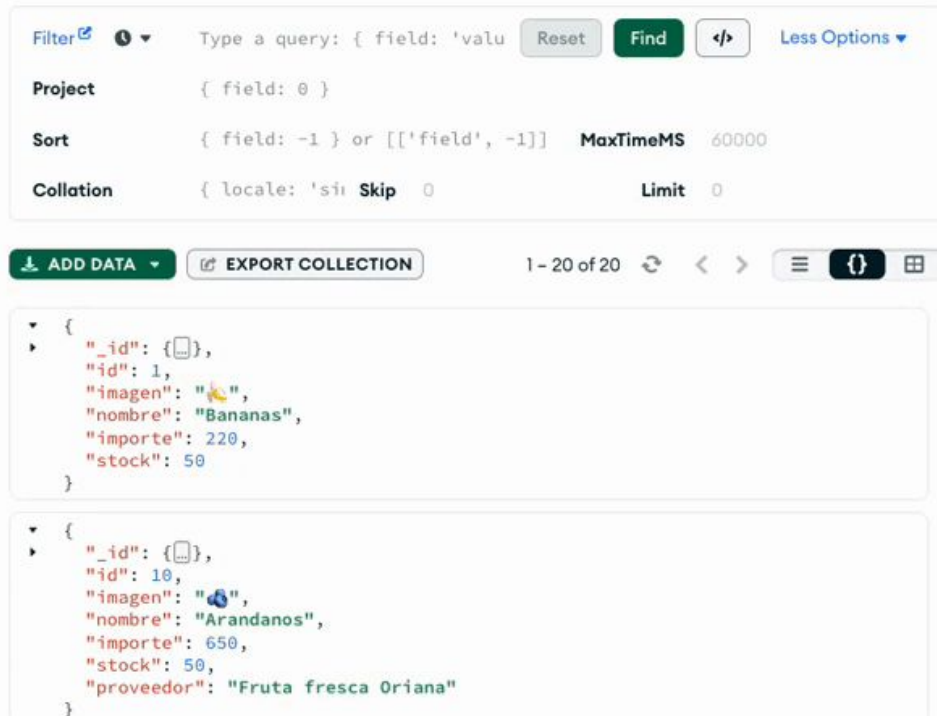 Filter Type a query: { field: 'valu Reset Find </> Less Options
Project { field: 0 }
Sort { field: -1 } or [['field', -1]] MaxTimeMS 60000
Collation { locale: 'sin Skip 0 Limit 0
ADD DATA EXPORT COLLECTION 1 – 20 of 20 {}
{
"_id": {...},
"id": 1,
"imagen": "🍌",
"nombre": "Bananas",
"importe": 220,
"stock": 50
}
{
"_id": {...},
"id": 10,
"imagen": "🫐",
"nombre": "Arandanos",
"importe": 650,
"stock": 50,
"proveedor": "Fruta fresca Oriana"
}